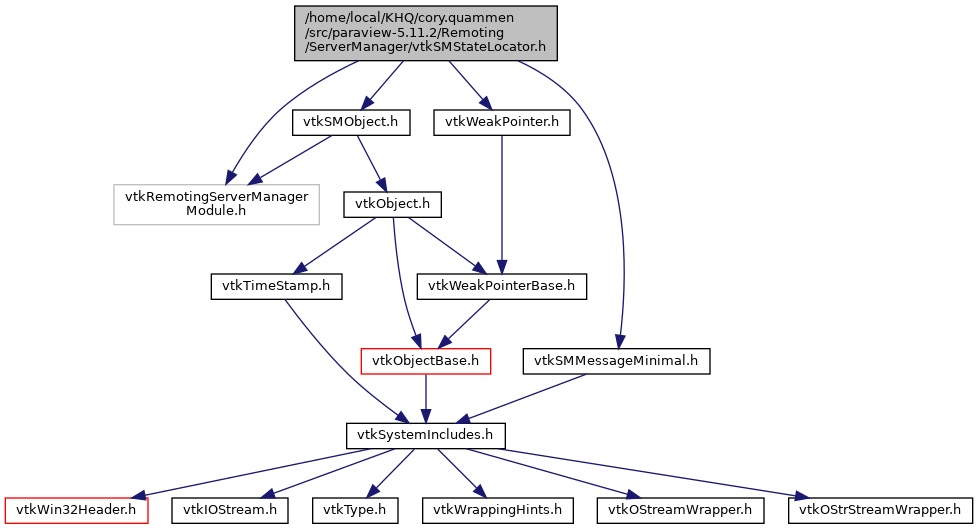 /home/local/KHQ/cory.quammen
/src/paraview-5.11.2/Remoting
/ServerManager/vtkSMStateLocator.h
vtkSMObject.h
vtkWeakPointer.h
vtkRemotingServerManager
Module.h
vtkObject.h
vtkTimeStamp.h
vtkWeakPointerBase.h
vtkObjectBase.h
vtkSMMessageMinimal.h
vtkSystemIncludes.h
vtkWin32Header.h
vtkIOStream.h
vtkType.h
vtkWrappingHints.h
vtkOStreamWrapper.h
vtkOStrStreamWrapper.h